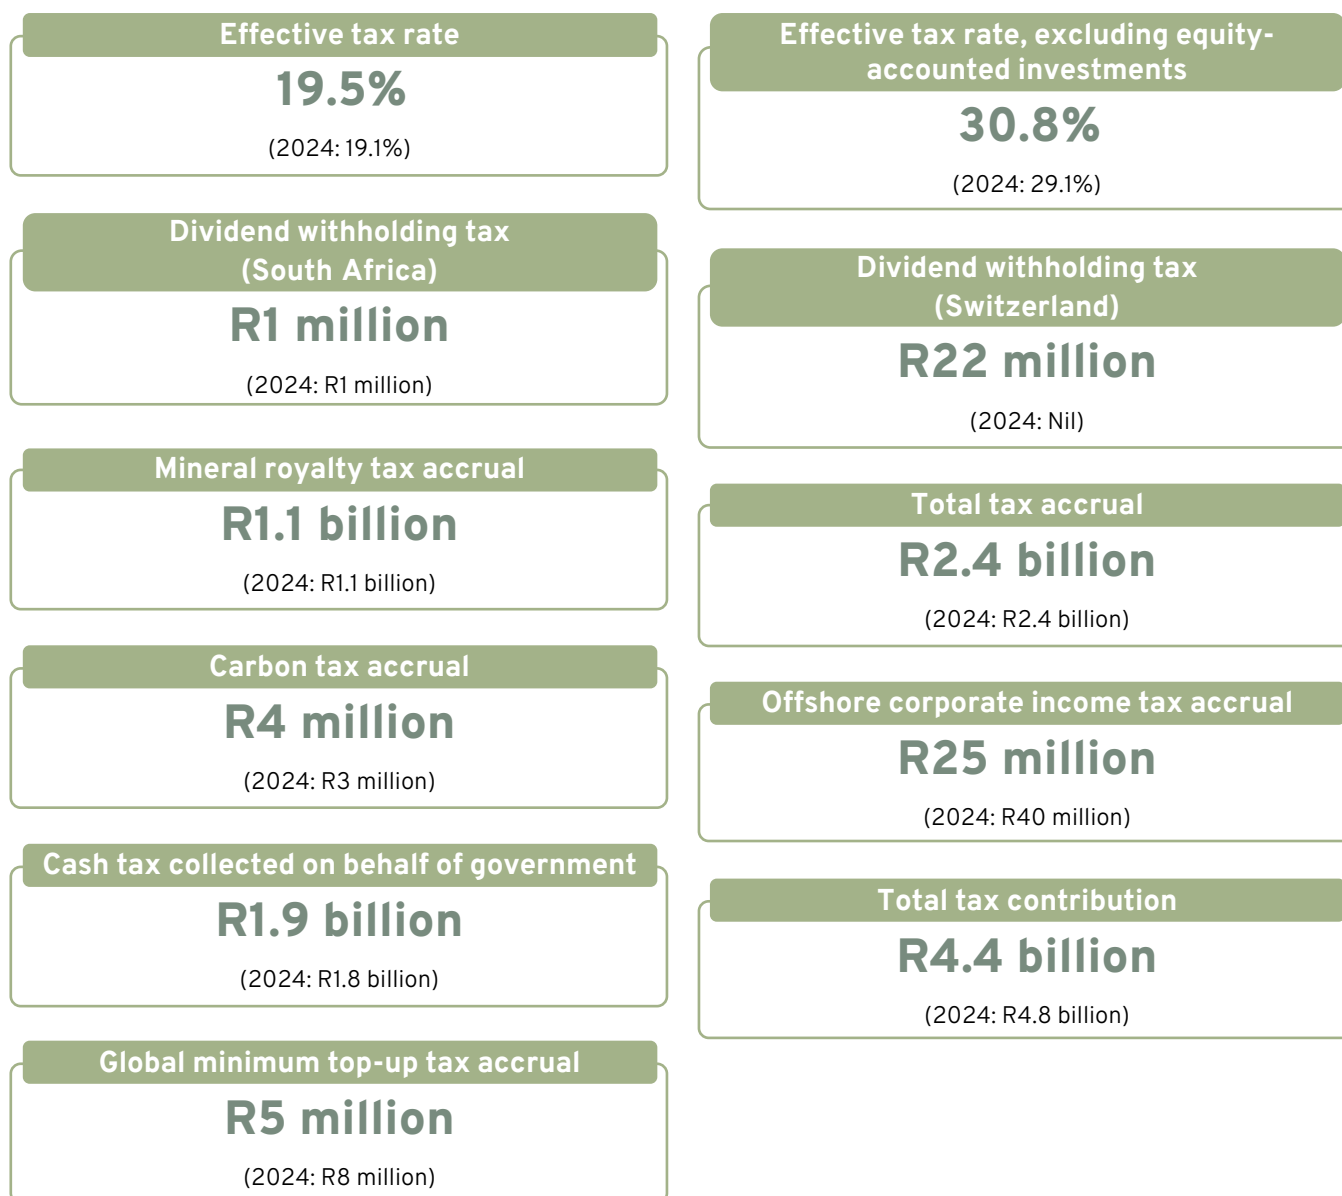 Effective tax rate
19.5%
(2024: 19.1%)
Effective tax rate, excluding equity-
accounted investments
30.8%
(2024: 29.1%)
Dividend withholding tax
(South Africa)
R1 million
(2024: R1 million)
Dividend withholding tax
(Switzerland)
R22 million
(2024: Nil)
Mineral royalty tax accrual
R1.1 billion
(2024: R1.1 billion)
Total tax accrual
R2.4 billion
(2024: R2.4 billion)
Carbon tax accrual
R4 million
(2024: R3 million)
Offshore corporate income tax accrual
R25 million
(2024: R40 million)
Cash tax collected on behalf of government
R1.9 billion
(2024: R1.8 billion)
Total tax contribution
R4.4 billion
(2024: R4.8 billion)
Global minimum top-up tax accrual
R5 million
(2024: R8 million)